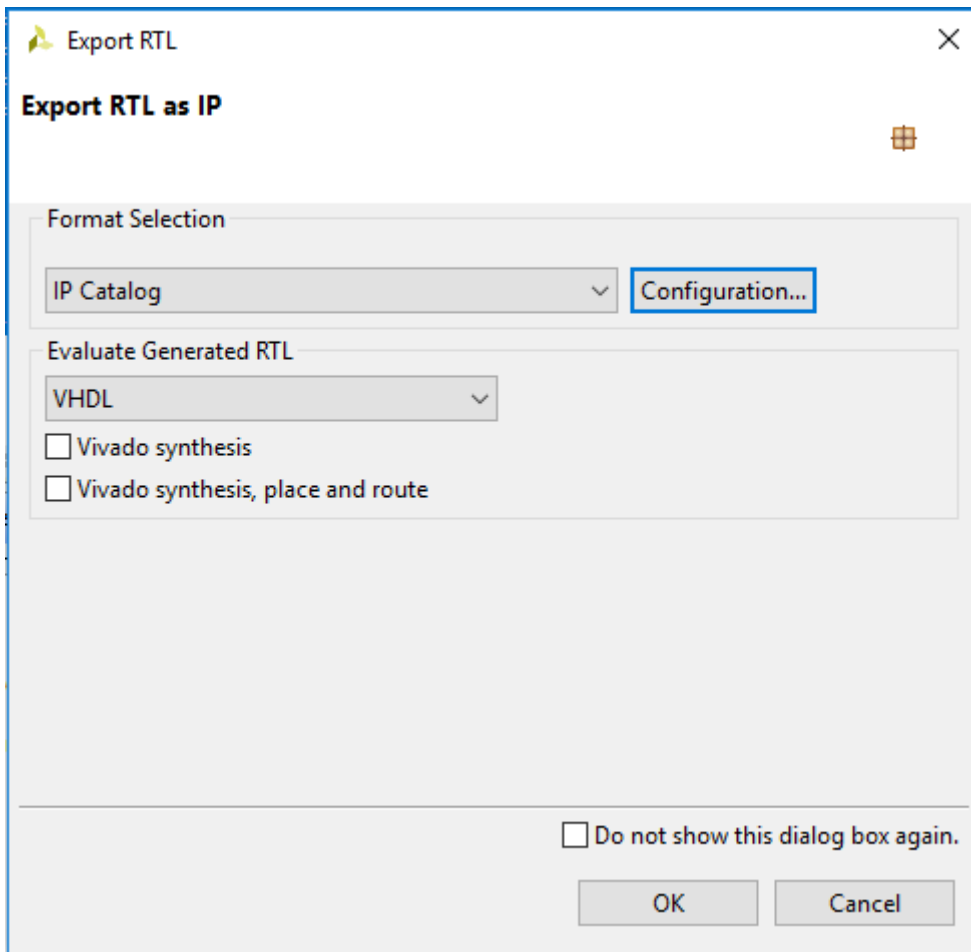 Export RTL
Export RTL as IP
Format Selection
IP Catalog
Configuration...
Evaluate Generated RTL
VHDL
Vivado synthesis
Vivado synthesis, place and route
Do not show this dialog box again.
OK
Cancel